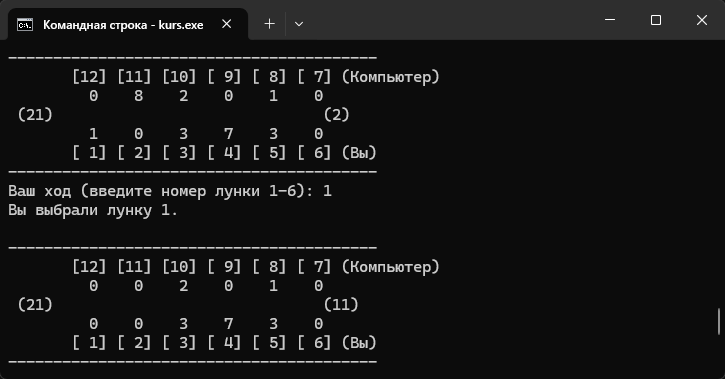 Командная строка - kurs.exe
-----------------------------------------
[12] [11] [10] [ 9] [ 8] [ 7] (Компьютер)
0 8 2 0 1 0
(21) (2)
1 0 3 7 3 0
[ 1] [ 2] [ 3] [ 4] [ 5] [ 6] (Вы)
-----------------------------------------
Ваш ход (введите номер лунки 1-6): 1
Вы выбрали лунку 1.
-----------------------------------------
[12] [11] [10] [ 9] [ 8] [ 7] (Компьютер)
0 0 2 0 1 0
(21) (11)
0 0 3 7 3 0
[ 1] [ 2] [ 3] [ 4] [ 5] [ 6] (Вы)
-----------------------------------------